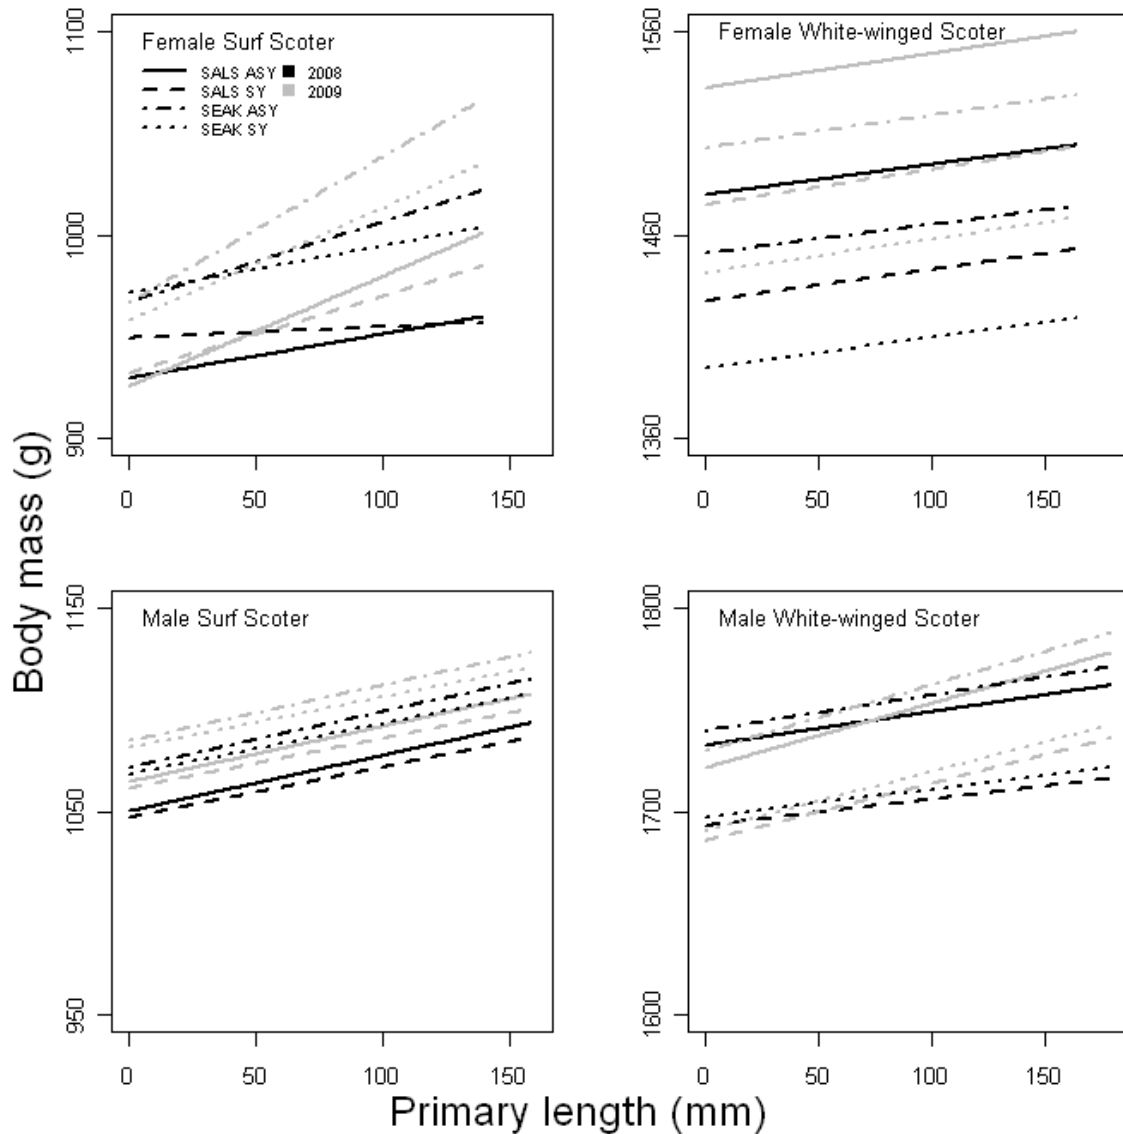 Female Surf Scoter
SALS ASY 2008
SALS SY 2009
SEAK ASY
SEAK SY
1100
1000
900
0 50 100 150
Female White-winged Scoter
1560
1460
1360
0 50 100 150
Male Surf Scoter
1150
1050
950
0 50 100 150
Male White-winged Scoter
1800
1700
1600
0 50 100 150
Body mass (g)
Primary length (mm)